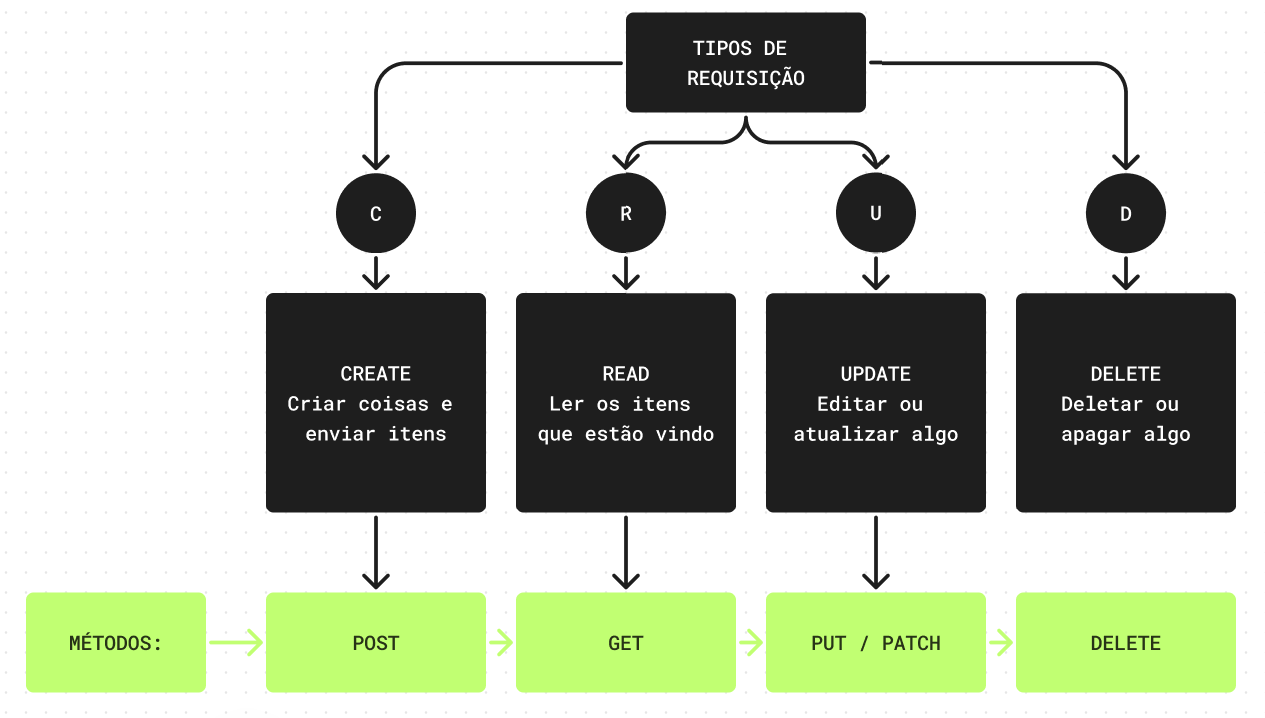 TIPOS DE
REQUISIÇÃO
C
R
U
D
CREATE
Criar coisas e
enviar itens
READ
Ler os itens
que estão vindo
UPDATE
Editar ou
atualizar algo
DELETE
Deletar ou
apagar algo
MÉTODOS:
POST
GET
PUT / PATCH
DELETE